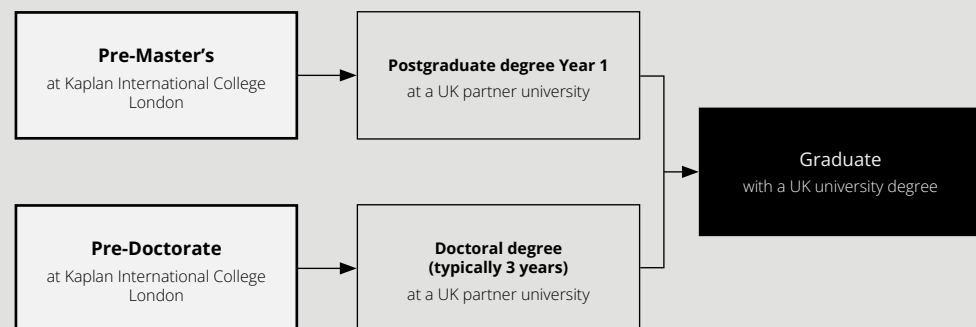 Pre-Master’s
at Kaplan International College
London
Postgraduate degree Year 1
at a UK partner university
Graduate
with a UK university degree
Pre-Doctorate
at Kaplan International College
London
Doctoral degree
(typically 3 years)
at a UK partner university